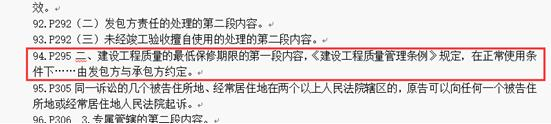 效。
92.P292（二）发包方责任的处理的第二段内容。
93.P292（三）未经竣工验收擅自使用的处理的第二段内容。
94.P295 二、建设工程质量的最低保修期限的第一段内容，《建设工程质量管理条例》规定，在正常使用条
件下……由发包方与承包方约定。
95.P305 同一诉讼的几个被告住所地、经常居住地在两个以上人民法院辖区的，原告可以向任何一个被告住
所地或经常居住地人民法院起诉。
96.P306  3.专属管辖的第二段内容。